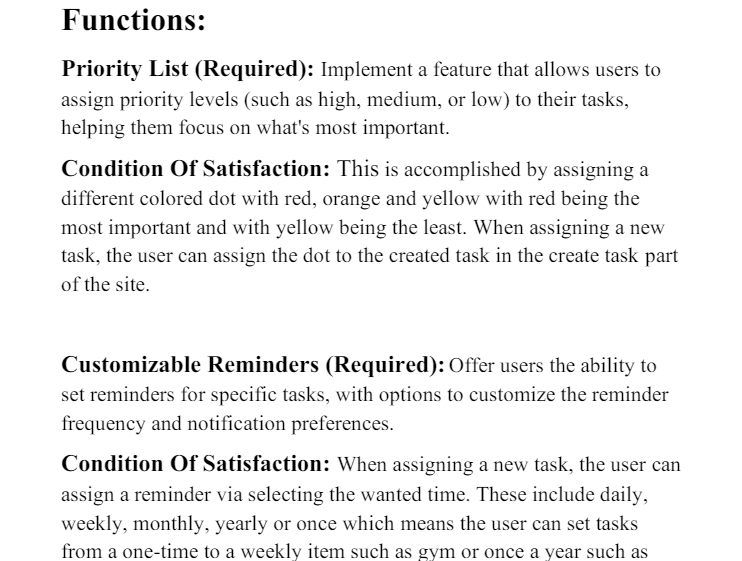 Functions:
Priority List (Required): Implement a feature that allows users to
assign priority levels (such as high, medium, or low) to their tasks,
helping them focus on what's most important.
Condition Of Satisfaction: This is accomplished by assigning a
different colored dot with red, orange and yellow with red being the
most important and with yellow being the least. When assigning a new
task, the user can assign the dot to the created task in the create task part
of the site.
Customizable Reminders (Required): Offer users the ability to
set reminders for specific tasks, with options to customize the reminder
frequency and notification preferences.
Condition Of Satisfaction: When assigning a new task, the user can
assign a reminder via selecting the wanted time. These include daily,
weekly, monthly, yearly or once which means the user can set tasks
from a one-time to a weekly item such as gym or once a year such as